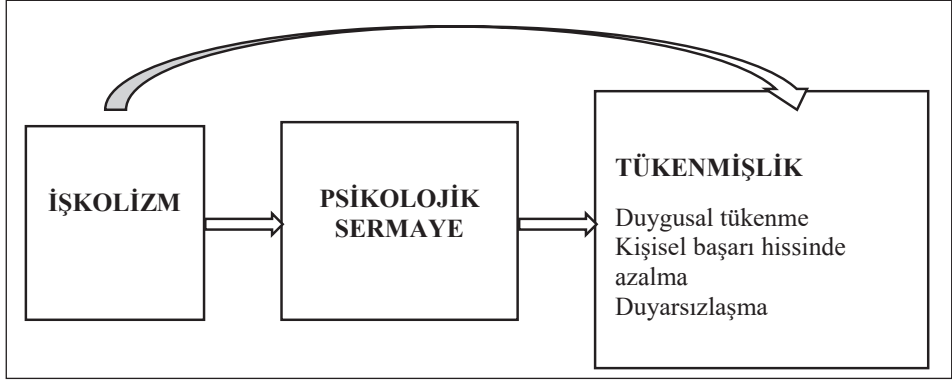 İŞKOLİZM
PSİKOLOJİK
SERMAYE
TÜKENMİŞLİK
Duygusal tükenme
Kişisel başarı hissinde
azalma
Duyarsızlaşma